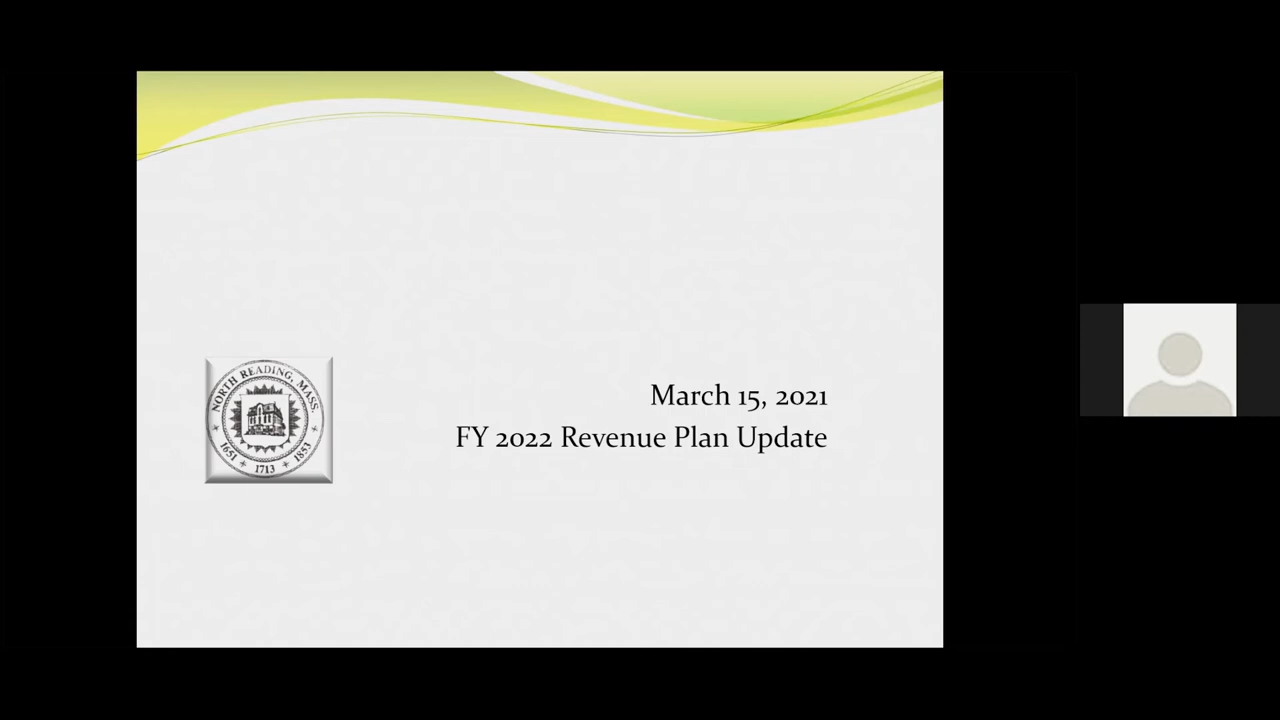 NORTH READING, MASS.
1651 1713 1853
March 15, 2021
FY 2022 Revenue Plan Update